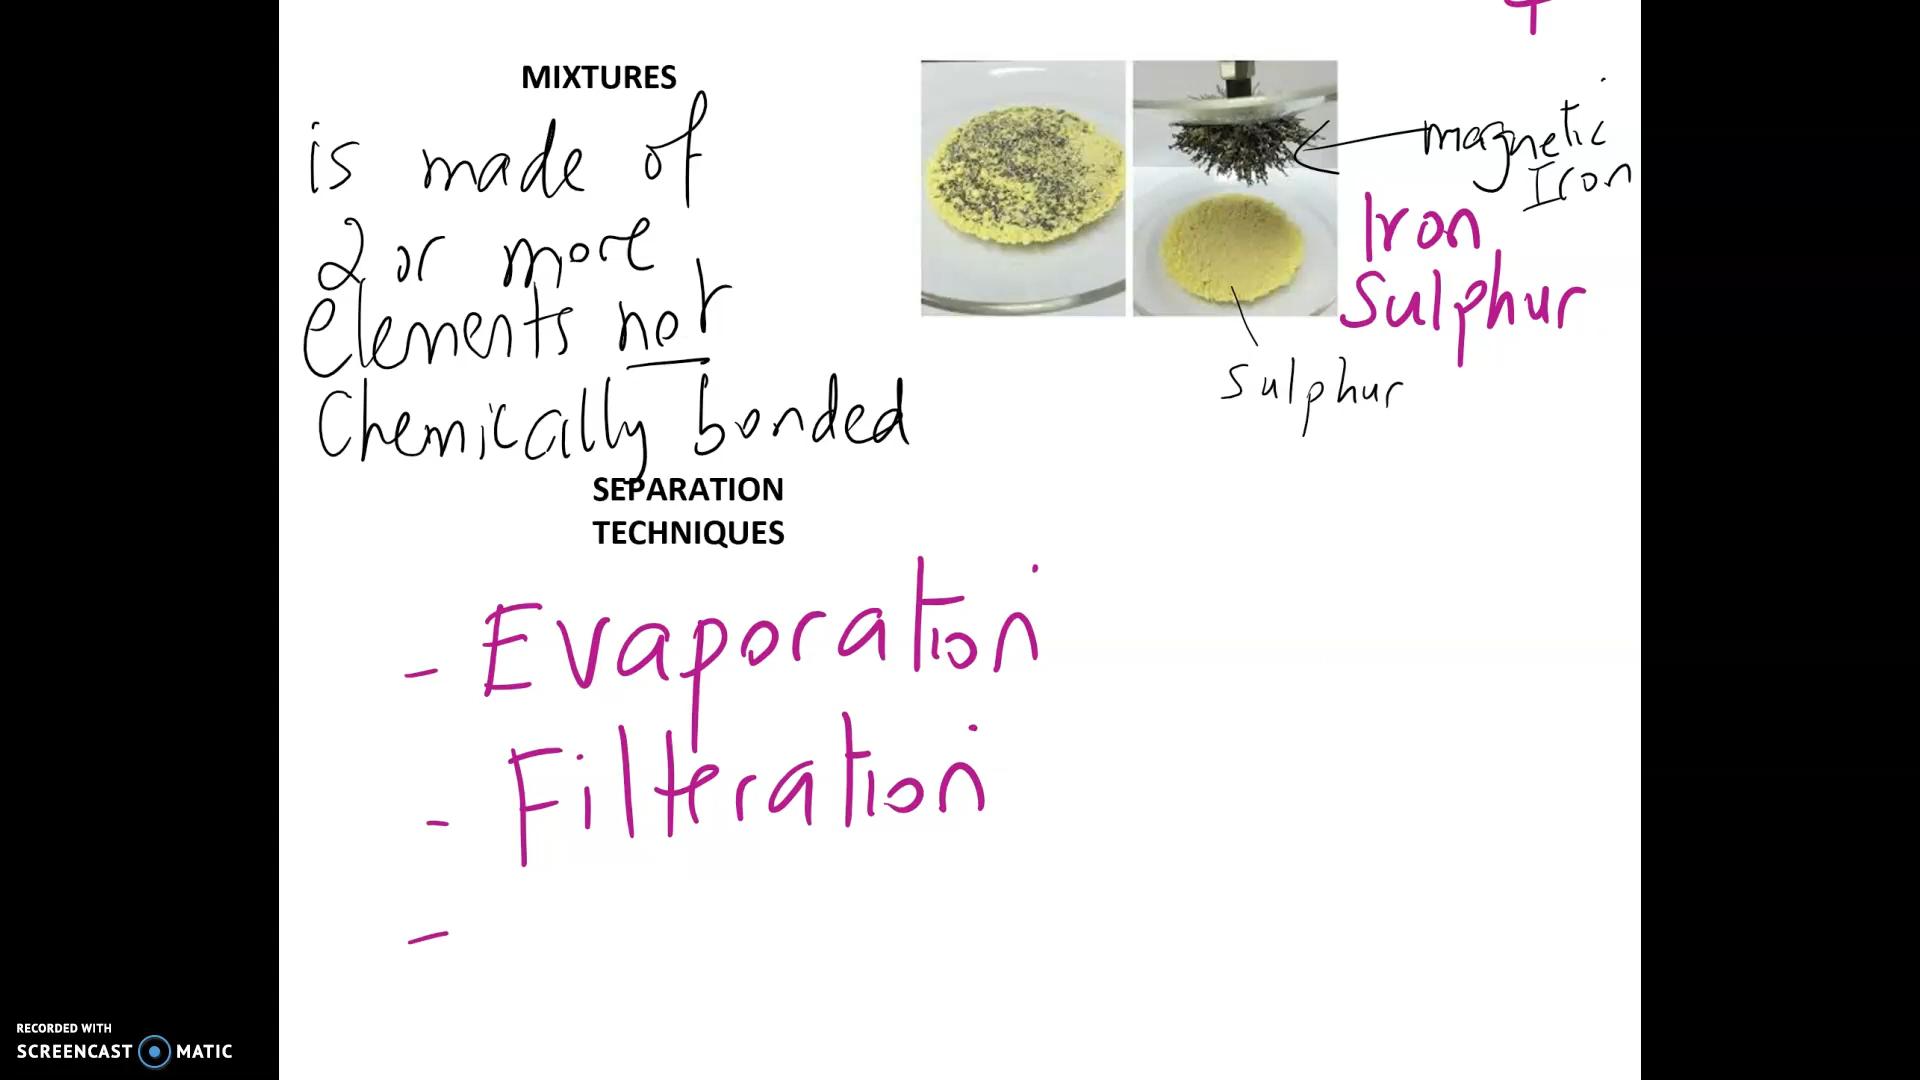 MIXTURES
is made of
2 or more
elements not
Chemically bonded
magnetic
Iron
Iron
Sulphur
Sulphur
SEPARATION
TECHNIQUES
- Evaporation
- Filteration
-
RECORDED WITH
SCREENCAST MATIC